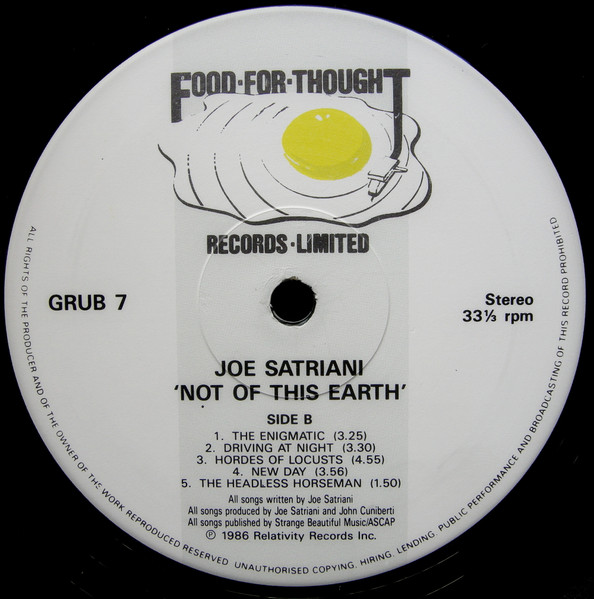 FOOD·FOR·THOUGHT
RECORDS·LIMITED
GRUB 7
Stereo
33⅓ rpm
JOE SATRIANI
'NOT OF THIS EARTH'
SIDE B
1. THE ENIGMATIC (3.25)
2. DRIVING AT NIGHT (3.30)
3. HORDES OF LOCUSTS (4.55)
4. NEW DAY (3.56)
5. THE HEADLESS HORSEMAN (1.50)
All songs written by Joe Satriani
All songs produced by Joe Satriani and John Cuniberti
All songs published by Strange Beautiful Music/ASCAP
℗ 1986 Relativity Records Inc.
ALL RIGHTS OF THE PRODUCER AND OF THE OWNER OF THE WORK REPRODUCED RESERVED UNAUTHORISED COPYING, HIRING, LENDING, PUBLIC PERFORMANCE AND BROADCASTING OF THIS RECORD PROHIBITED